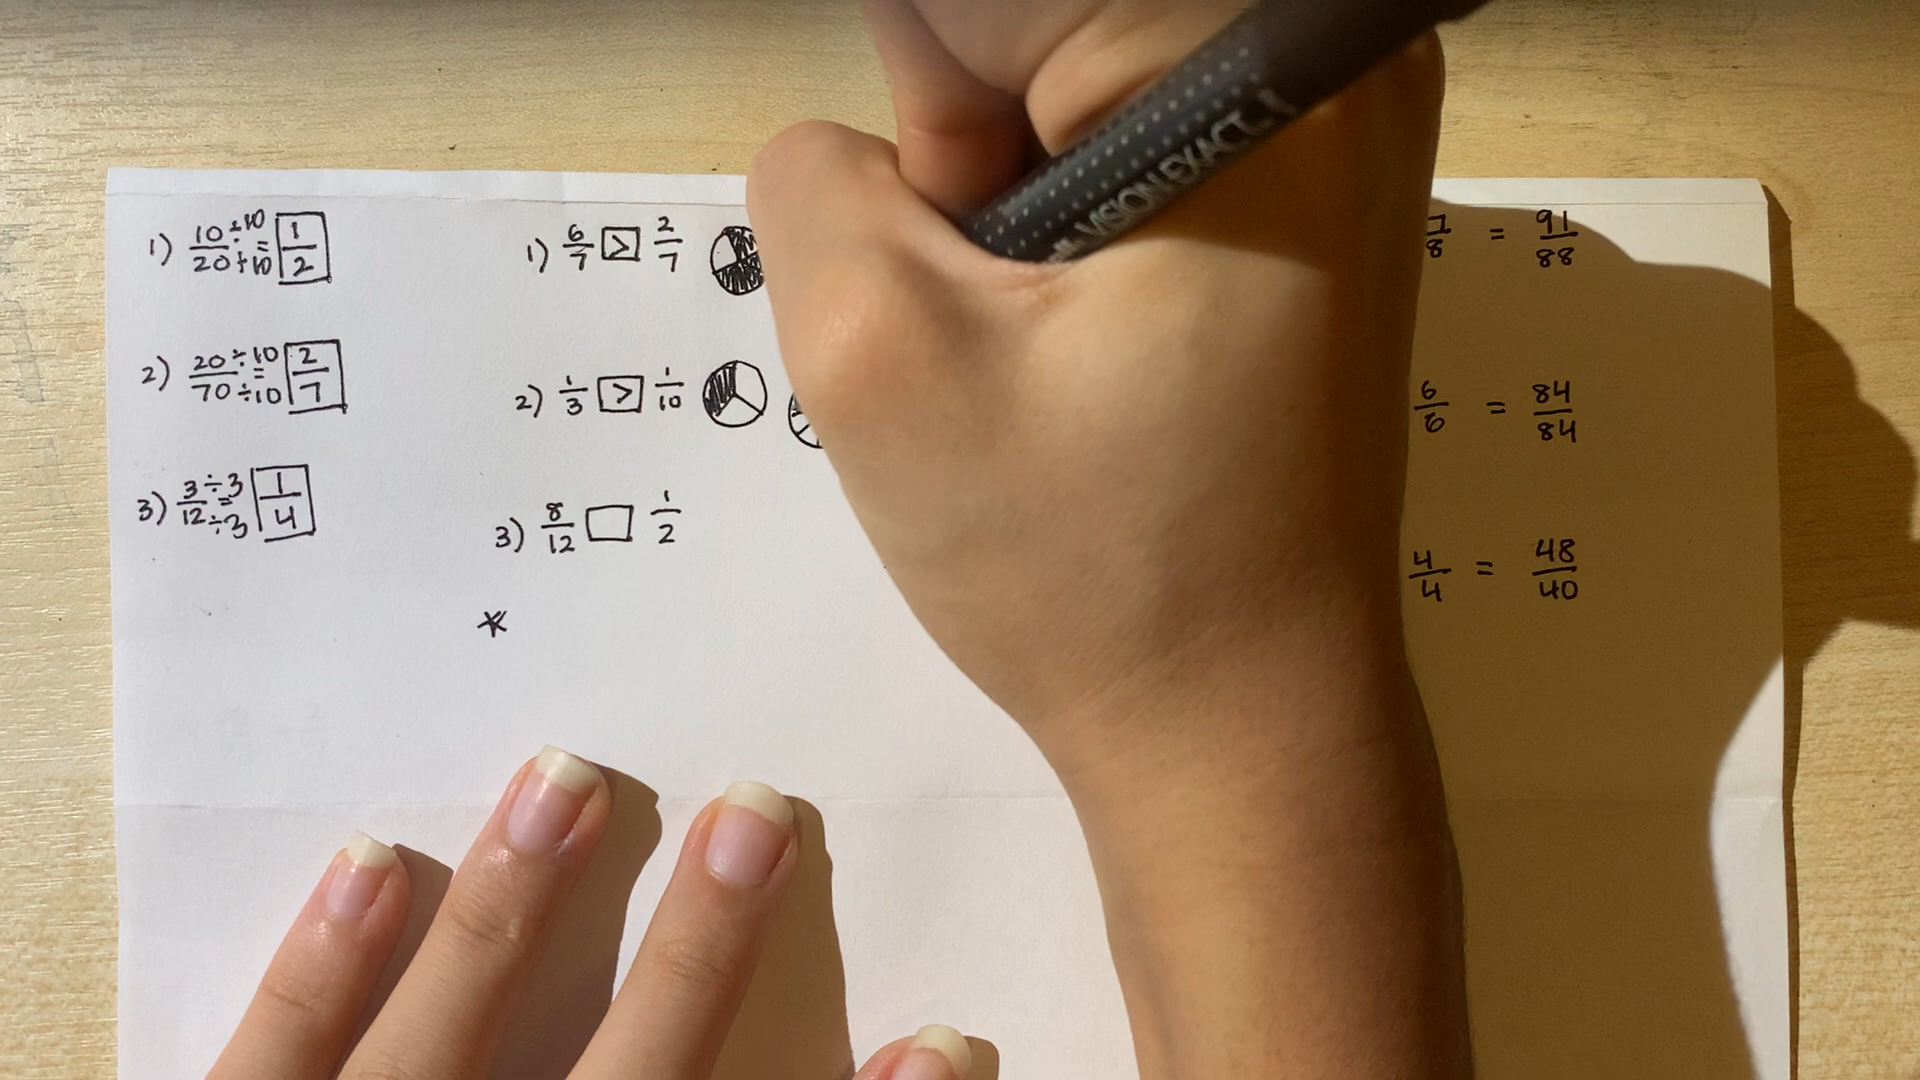 1) 10/20 ÷10/÷10 = 1/2
2) 20/70 ÷10/÷10 = 2/7
3) 3/12 ÷3/÷3 = 1/4
1) 6/7 > 2/7
2) 1/3 > 1/10
3) 8/12 □ 1/2
*
7/8 = 91/88
6/6 = 84/84
4/4 = 48/40
VISION EXACT